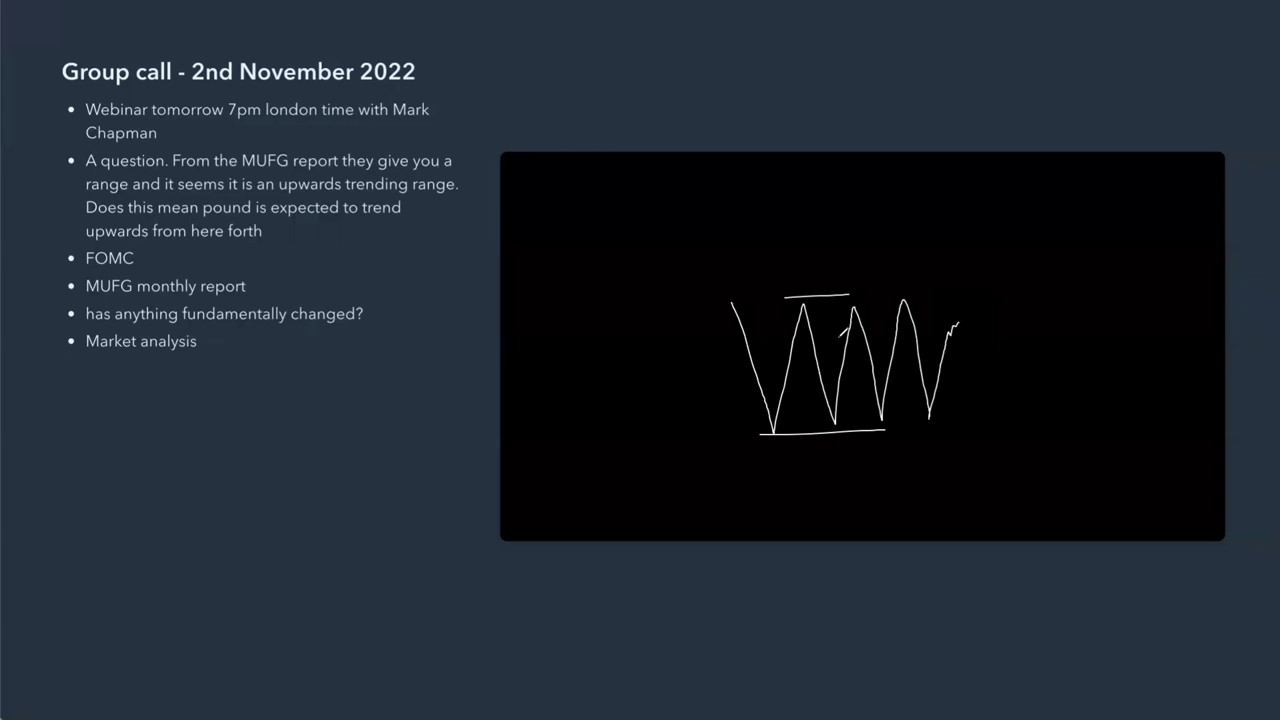 Group call - 2nd November 2022
• Webinar tomorrow 7pm london time with Mark
Chapman
• A question. From the MUFG report they give you a
range and it seems it is an upwards trending range.
Does this mean pound is expected to trend
upwards from here forth
• FOMC
• MUFG monthly report
• has anything fundamentally changed?
• Market analysis